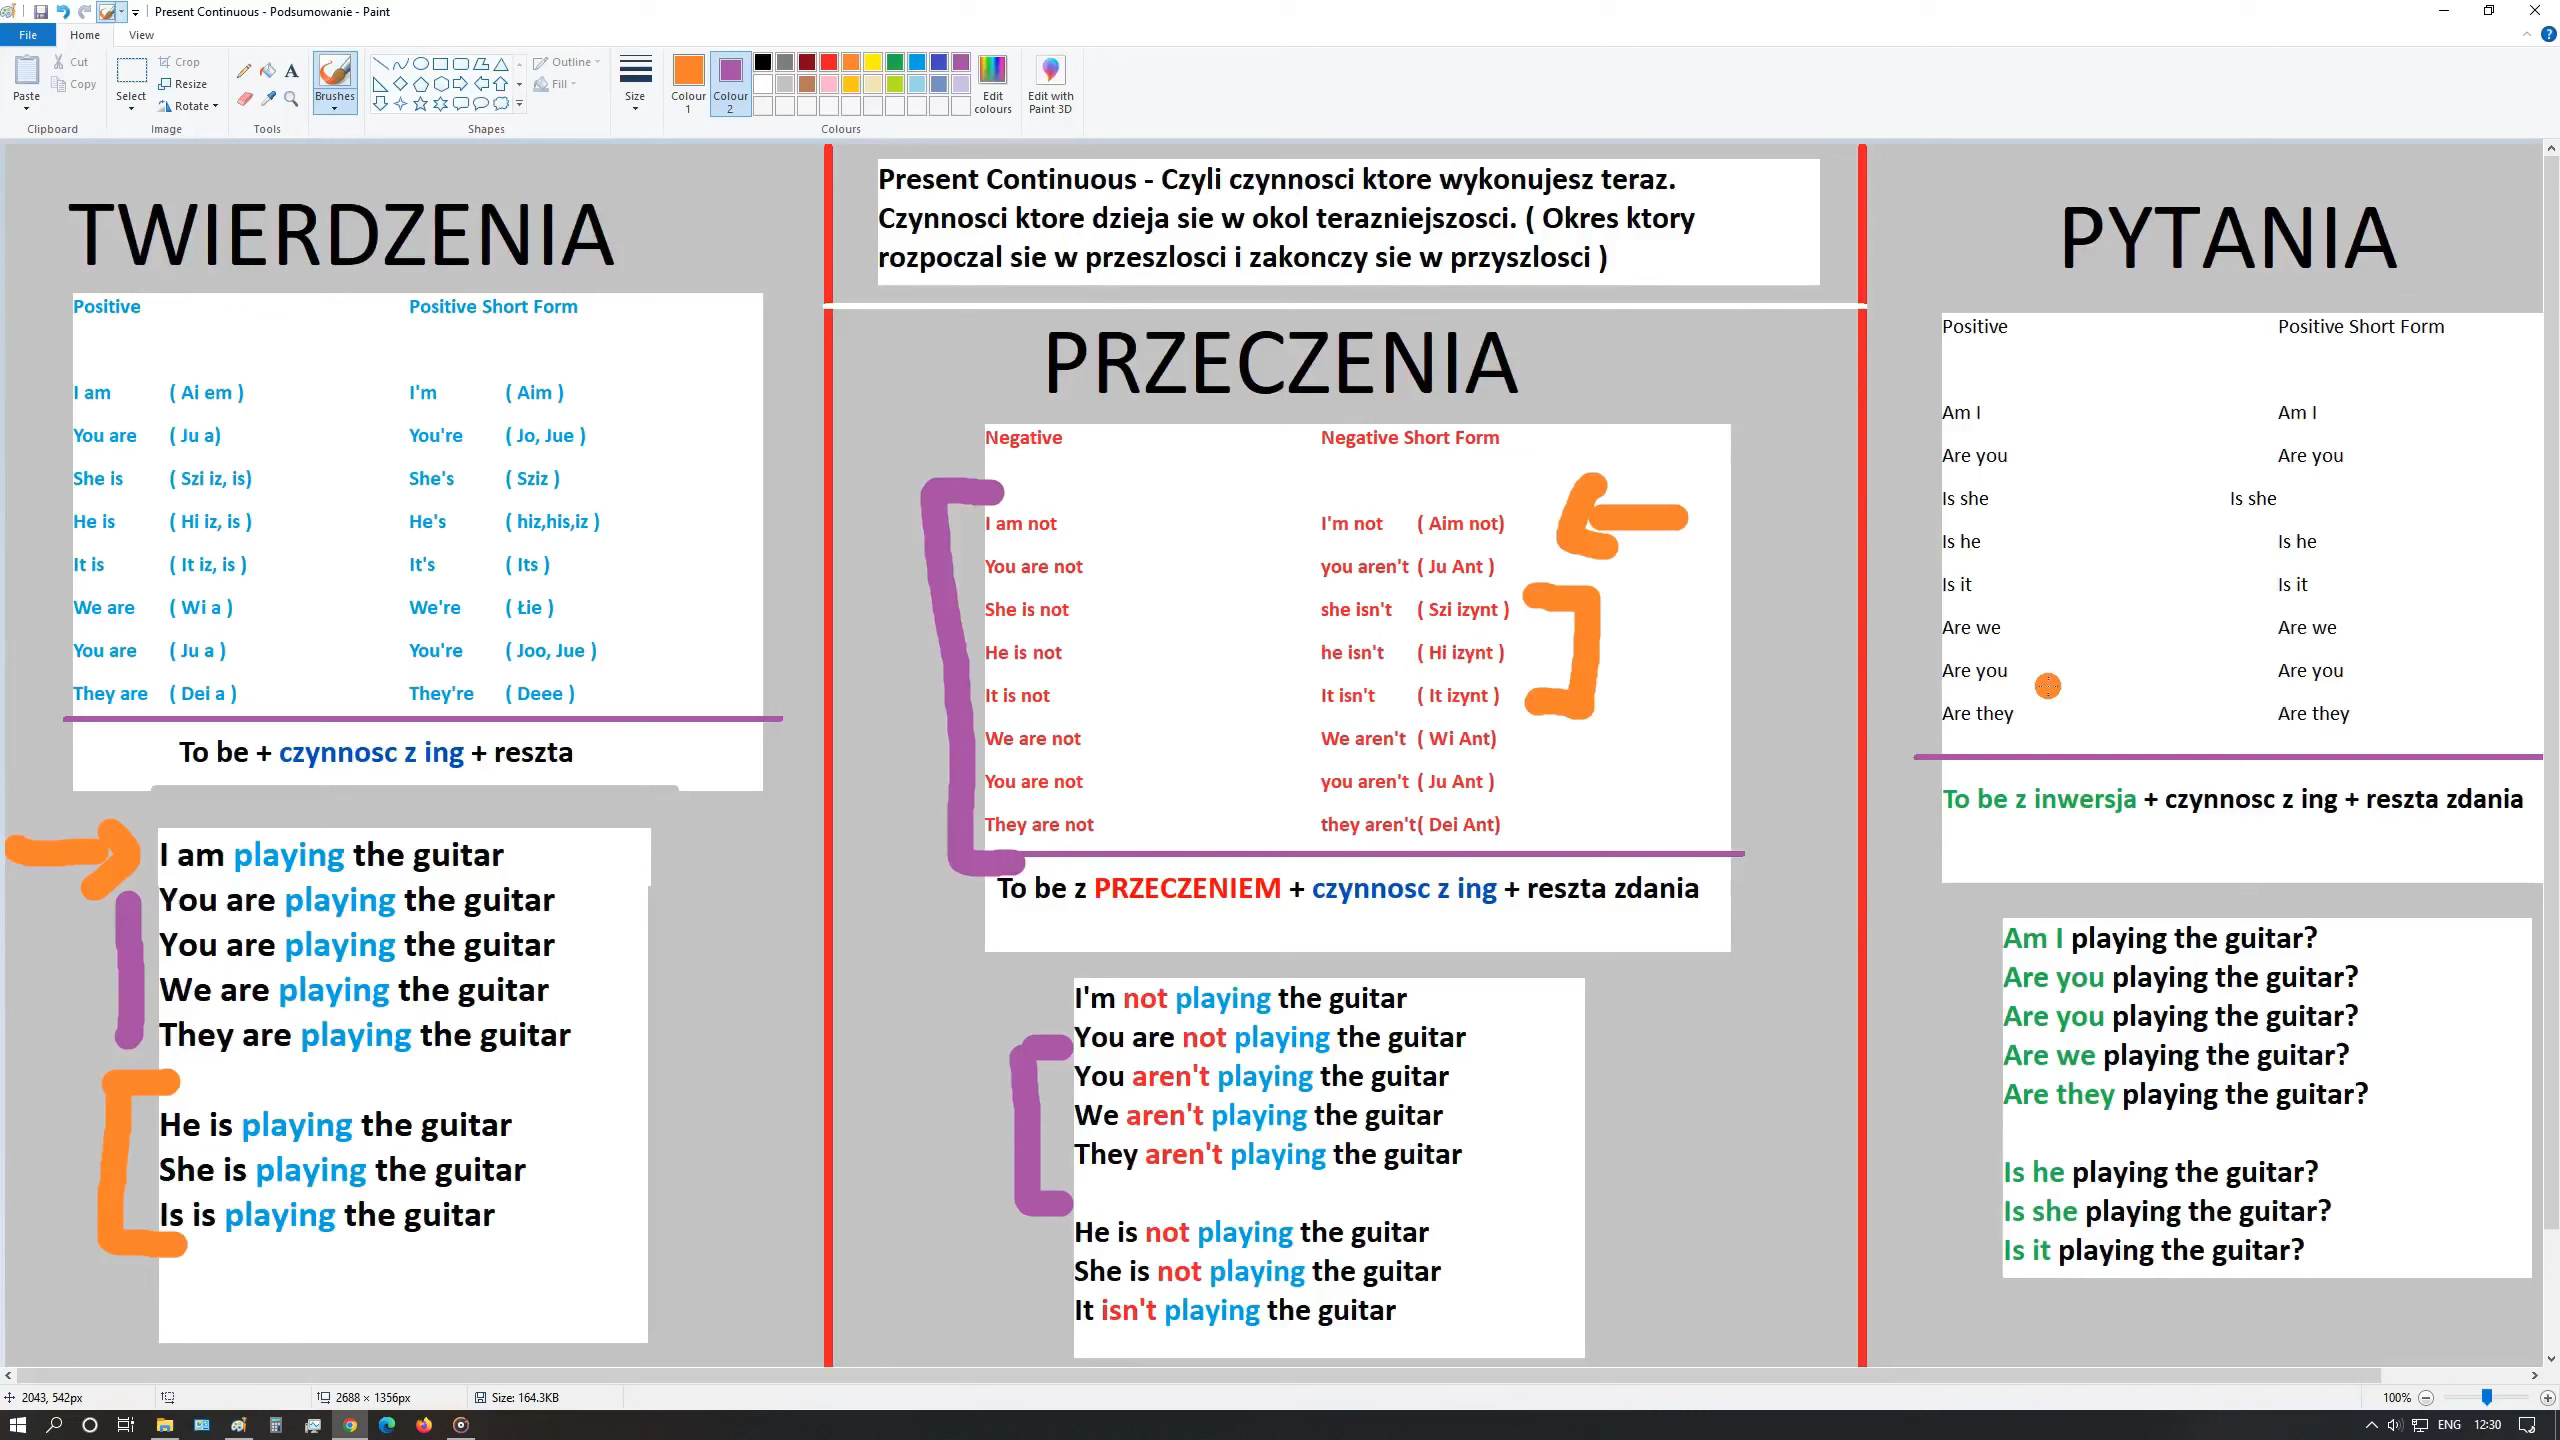 Present Continuous - Podsumowanie - Paint
File Home View
Paste
Cut
Copy
Clipboard
Select
Crop
Resize
Rotate
Image
Tools
Brushes
Shapes
Outline
Fill
Size
Colour 1
Colour 2
Edit colours
Colours
Edit with Paint 3D
TWIERDZENIA
Positive Positive Short Form
I am ( Ai em ) I'm ( Aim )
You are ( Ju a) You're ( Jo, Jue )
She is ( Szi iz, is) She's ( Sziz )
He is ( Hi iz, is ) He's ( hiz,his,iz )
It is ( It iz, is ) It's ( Its )
We are ( Wi a ) We're ( Łie )
You are ( Ju a ) You're ( Joo, Jue )
They are ( Dei a ) They're ( Deee )
To be + czynnosc z ing + reszta
I am playing the guitar
You are playing the guitar
You are playing the guitar
We are playing the guitar
They are playing the guitar
He is playing the guitar
She is playing the guitar
Is is playing the guitar
Present Continuous - Czyli czynnosci ktore wykonujesz teraz.
Czynnosci ktore dzieja sie w okol terazniejszosci. ( Okres ktory
rozpoczal sie w przeszlosci i zakonczy sie w przyszlosci )
PRZECZENIA
Negative Negative Short Form
I am not I'm not ( Aim not)
You are not you aren't ( Ju Ant )
She is not she isn't ( Szi izynt )
He is not he isn't ( Hi izynt )
It is not It isn't ( It izynt )
We are not We aren't ( Wi Ant)
You are not you aren't ( Ju Ant )
They are not they aren't( Dei Ant)
To be z PRZECZENIEM + czynnosc z ing + reszta zdania
I'm not playing the guitar
You are not playing the guitar
You aren't playing the guitar
We aren't playing the guitar
They aren't playing the guitar
He is not playing the guitar
She is not playing the guitar
It isn't playing the guitar
PYTANIA
Positive Positive Short Form
Am I Am I
Are you Are you
Is she Is she
Is he Is he
Is it Is it
Are we Are we
Are you Are you
Are they Are they
To be z inwersja + czynnosc z ing + reszta zdania
Am I playing the guitar?
Are you playing the guitar?
Are you playing the guitar?
Are we playing the guitar?
Are they playing the guitar?
Is he playing the guitar?
Is she playing the guitar?
Is it playing the guitar?
2043, 542px 2688 × 1356px Size: 164.3KB 100%
ENG 12:30